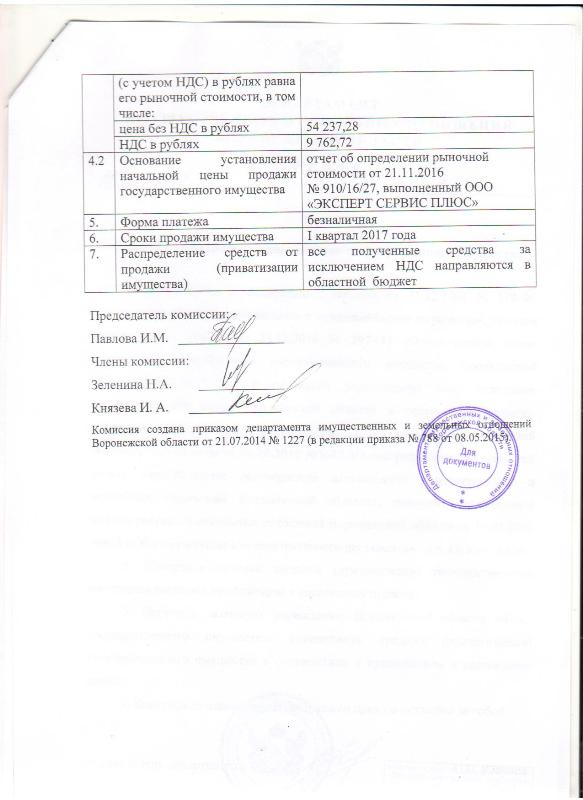 (с учетом НДС) в рублях равна
его рыночной стоимости, в том
числе:
цена без НДС в рублях 54 237,28
НДС в рублях 9 762,72
4.2 Основание установления начальной цены продажи государственного имущества
отчет об определении рыночной
стоимости от 21.11.2016
№ 910/16/27, выполненный ООО
«ЭКСПЕРТ СЕРВИС ПЛЮС»
5. Форма платежа безналичная
6. Сроки продажи имущества I квартал 2017 года
7. Распределение средств от
продажи (приватизации
имущества)
все полученные средства за
исключением НДС направляются в
областной бюджет
Председатель комиссии:
Павлова И.М.
Члены комиссии:
Зеленина Н.А.
Князева И. А.
Комиссия создана приказом департамента имущественных и земельных отношений
Воронежской области от 21.07.2014 № 1227 (в редакции приказа № 788 от 08.05.2015).
Для
документов